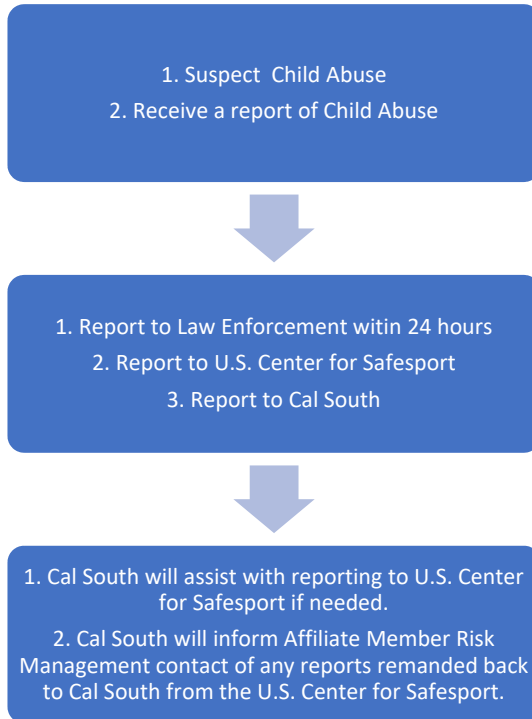 1. Suspect Child Abuse
2. Receive a report of Child Abuse
1. Report to Law Enforcement witin 24 hours
2. Report to U.S. Center for Safesport
3. Report to Cal South
1. Cal South will assist with reporting to U.S. Center
for Safesport if needed.
2. Cal South will inform Affiliate Member Risk
Management contact of any reports remanded back
to Cal South from the U.S. Center for Safesport.